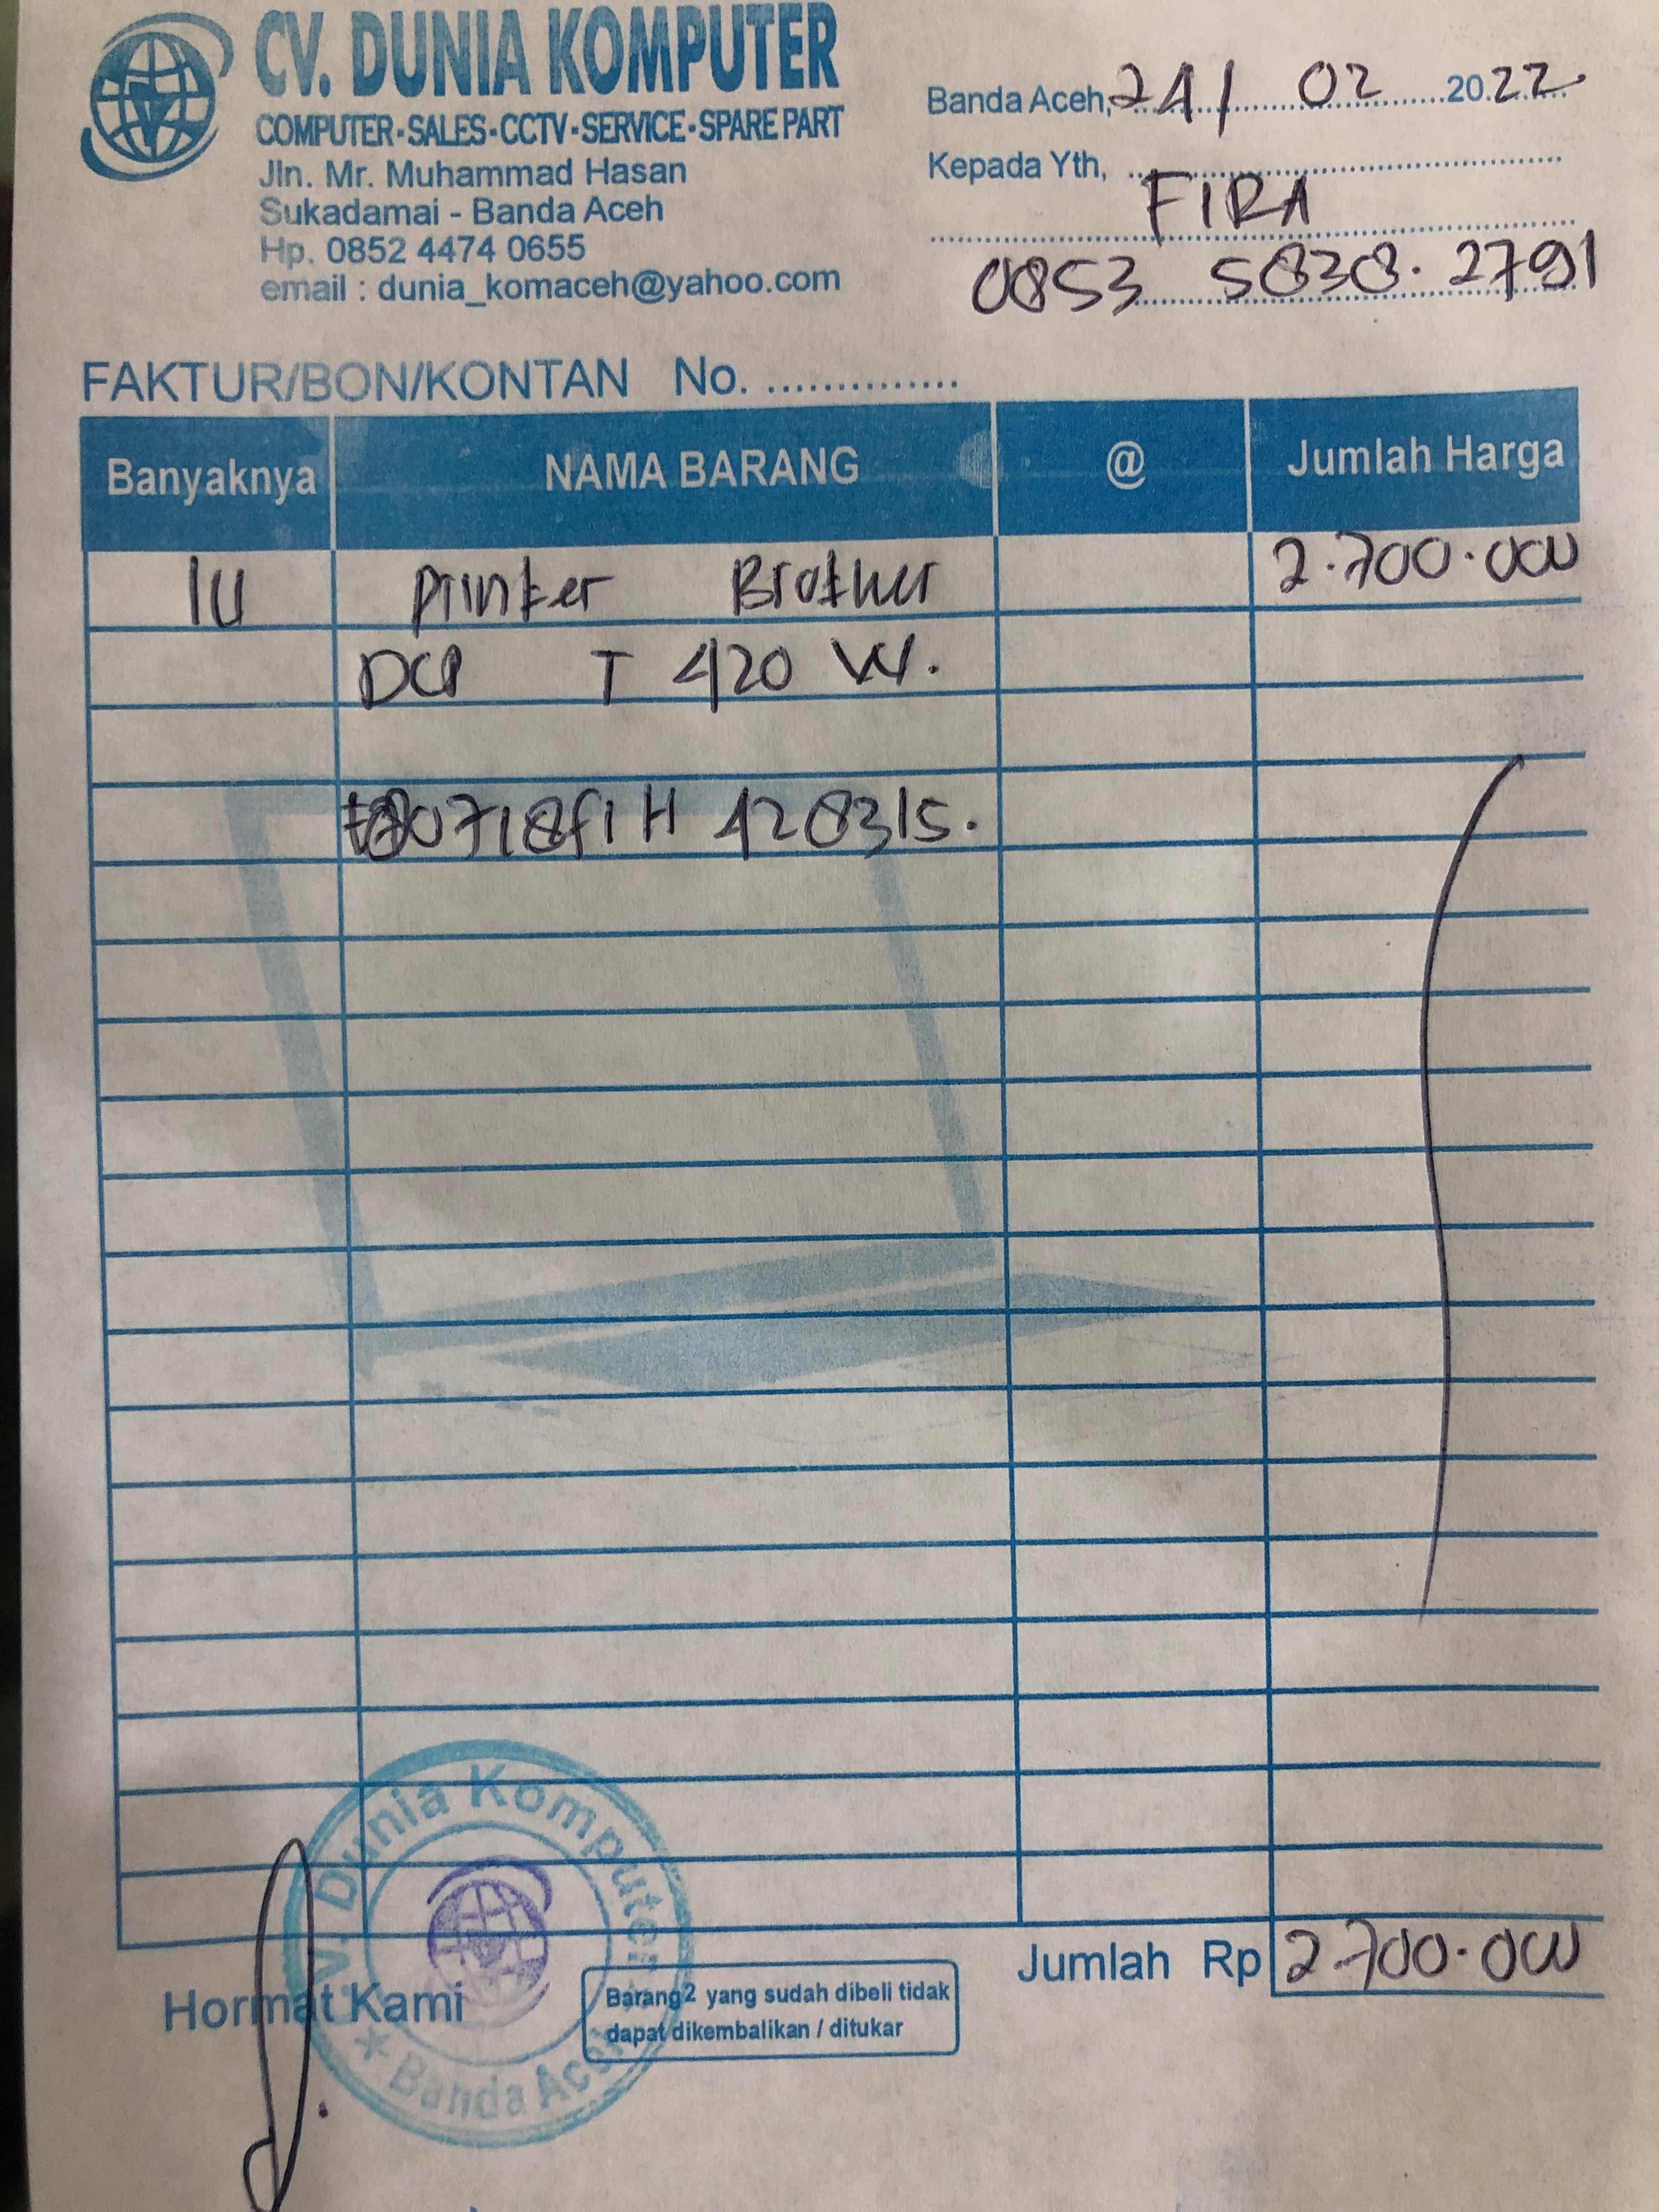 CV. DUNIA KOMPUTER
COMPUTER-SALES-CCTV-SERVICE-SPARE PART
Jln. Mr. Muhammad Hasan
Sukadamai - Banda Aceh
Hp. 0852 4474 0655
email : dunia_komaceh@yahoo.com
Banda Aceh, 24/ 02 2022
Kepada Yth,
FIRA
0853 5838.2791
FAKTUR/BON/KONTAN No.
Banyaknya NAMA BARANG @ Jumlah Harga
1U Printer Brother 2.700.000
DCP T 420 W.
Jumlah Rp 2.700.000
Hormat Kami
Barang2 yang sudah dibeli tidak
dapat dikembalikan / ditukar
V. Dunia Komputer
Banda Aceh